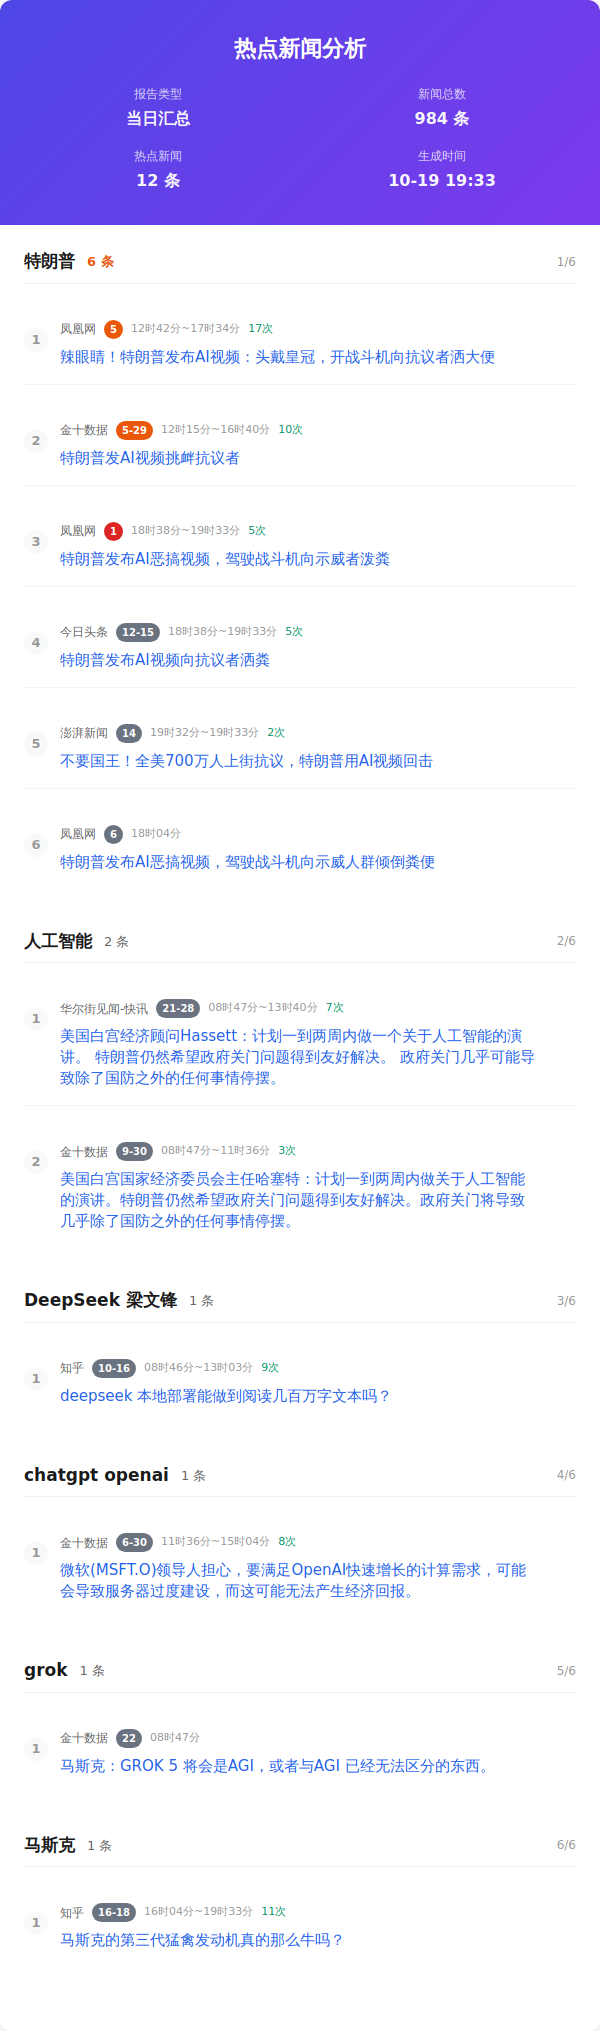 热点新闻分析
报告类型
新闻总数
当日汇总
984 条
热点新闻
生成时间
12 条
10-19 19:33
特朗普 6 条 1/6
1 凤凰网 5 12时42分~17时34分 17次
辣眼睛！特朗普发布AI视频：头戴皇冠，开战斗机向抗议者洒大便
2 金十数据 5-29 12时15分~16时40分 10次
特朗普发AI视频挑衅抗议者
3 凤凰网 1 18时38分~19时33分 5次
特朗普发布AI恶搞视频，驾驶战斗机向示威者泼粪
4 今日头条 12-15 18时38分~19时33分 5次
特朗普发布AI视频向抗议者洒粪
5 澎湃新闻 14 19时32分~19时33分 2次
不要国王！全美700万人上街抗议，特朗普用AI视频回击
6 凤凰网 6 18时04分
特朗普发布AI恶搞视频，驾驶战斗机向示威人群倾倒粪便
人工智能 2 条 2/6
1 华尔街见闻-快讯 21-28 08时47分~13时40分 7次
美国白宫经济顾问Hassett：计划一到两周内做一个关于人工智能的演
讲。 特朗普仍然希望政府关门问题得到友好解决。 政府关门几乎可能导
致除了国防之外的任何事情停摆。
2 金十数据 9-30 08时47分~11时36分 3次
美国白宫国家经济委员会主任哈塞特：计划一到两周内做关于人工智能
的演讲。特朗普仍然希望政府关门问题得到友好解决。政府关门将导致
几乎除了国防之外的任何事情停摆。
DeepSeek 梁文锋 1 条 3/6
1 知乎 10-16 08时46分~13时03分 9次
deepseek 本地部署能做到阅读几百万字文本吗？
chatgpt openai 1 条 4/6
1 金十数据 6-30 11时36分~15时04分 8次
微软(MSFT.O)领导人担心，要满足OpenAI快速增长的计算需求，可能
会导致服务器过度建设，而这可能无法产生经济回报。
grok 1 条 5/6
1 金十数据 22 08时47分
马斯克：GROK 5 将会是AGI，或者与AGI 已经无法区分的东西。
马斯克 1 条 6/6
1 知乎 16-18 16时04分~19时33分 11次
马斯克的第三代猛禽发动机真的那么牛吗？